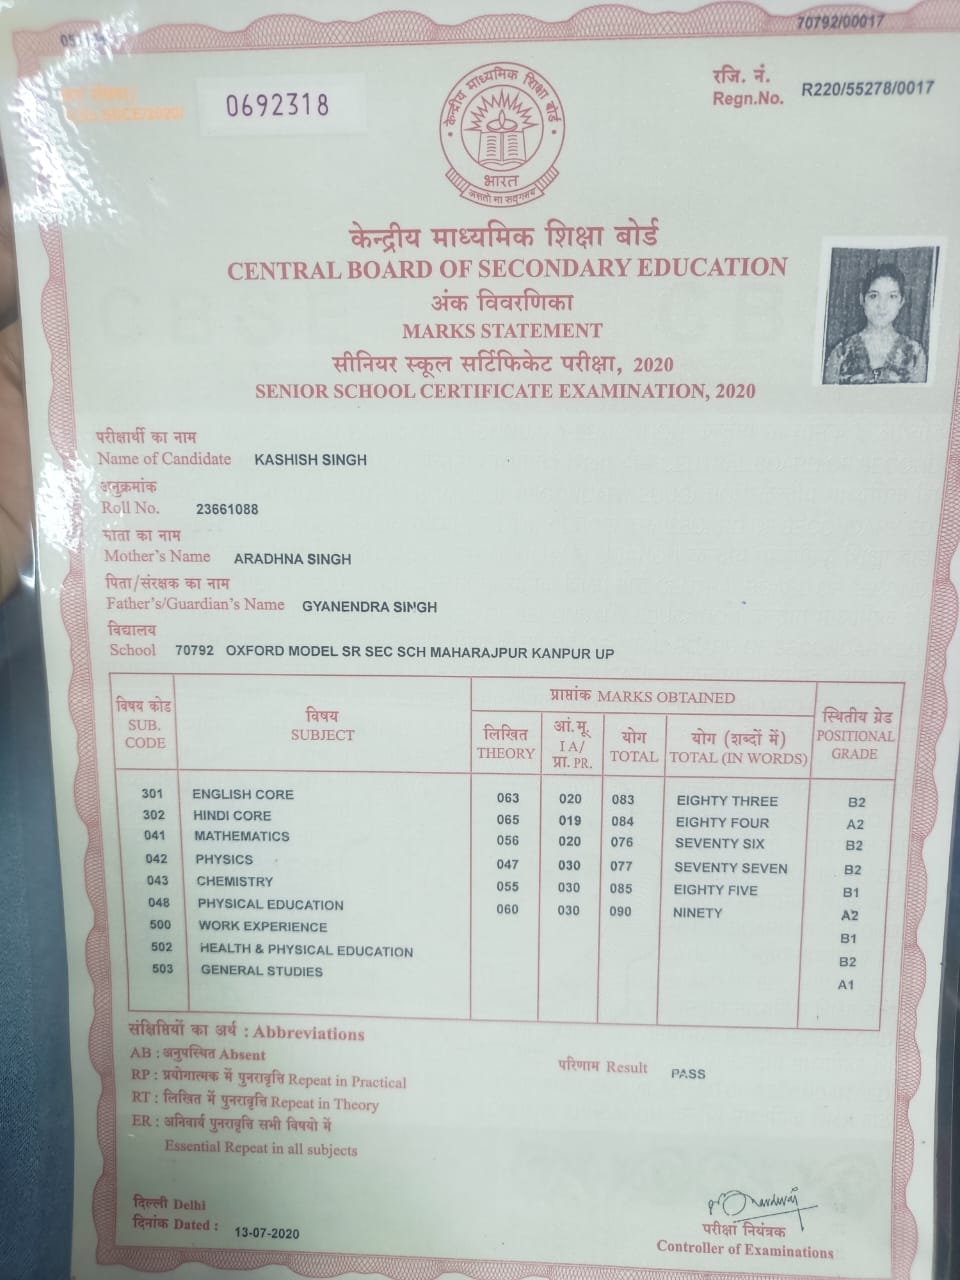 70792/00017
0692318
रजि. नं.
Regn.No. R220/55278/0017
केन्द्रीय माध्यमिक शिक्षा बोर्ड
भारत
असतो मा सद्गमय
केन्द्रीय माध्यमिक शिक्षा बोर्ड
CENTRAL BOARD OF SECONDARY EDUCATION
अंक विवरणिका
MARKS STATEMENT
सीनियर स्कूल सर्टिफिकेट परीक्षा, 2020
SENIOR SCHOOL CERTIFICATE EXAMINATION, 2020
परीक्षार्थी का नाम
Name of Candidate KASHISH SINGH
अनुक्रमांक
Roll No. 23661088
माता का नाम
Mother's Name ARADHNA SINGH
पिता/संरक्षक का नाम
Father's/Guardian's Name GYANENDRA SINGH
विद्यालय
School 70792 OXFORD MODEL SR SEC SCH MAHARAJPUR KANPUR UP
विषय कोड SUB. CODE विषय SUBJECT प्राप्तांक MARKS OBTAINED स्थितीय ग्रेड POSITIONAL GRADE
लिखित THEORY आं.मू. IA/ प्रा. PR. योग TOTAL योग (शब्दों में) TOTAL (IN WORDS)
301 ENGLISH CORE 063 020 083 EIGHTY THREE B2
302 HINDI CORE 065 019 084 EIGHTY FOUR A2
041 MATHEMATICS 056 020 076 SEVENTY SIX B2
042 PHYSICS 047 030 077 SEVENTY SEVEN B2
043 CHEMISTRY 055 030 085 EIGHTY FIVE B1
048 PHYSICAL EDUCATION 060 030 090 NINETY A2
500 WORK EXPERIENCE B1
502 HEALTH & PHYSICAL EDUCATION B2
503 GENERAL STUDIES A1
संक्षिप्तियों का अर्थ : Abbreviations
AB : अनुपस्थित Absent
परिणाम Result PASS
RP : प्रयोगात्मक में पुनरावृत्ति Repeat in Practical
RT : लिखित में पुनरावृत्ति Repeat in Theory
ER : अनिवार्य पुनरावृत्ति सभी विषयो में
Essential Repeat in all subjects
दिल्ली Delhi
दिनांक Dated : 13-07-2020
परीक्षा नियंत्रक
Controller of Examinations